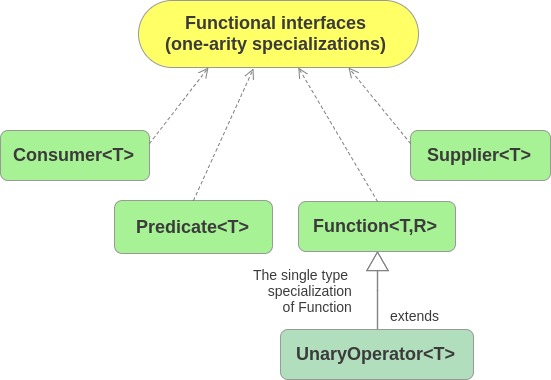 Functional interfaces
(one-arity specializations)
Consumer<T>
Supplier<T>
Predicate<T>
Function<T,R>
The single type
specialization
of Function
extends
UnaryOperator<T>